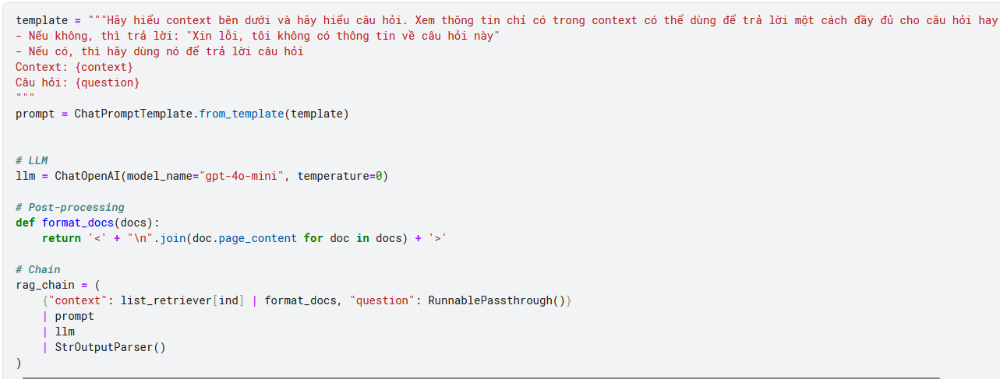 template = """Hãy hiểu context bên dưới và hãy hiểu câu hỏi. Xem thông tin chỉ có trong context có thể dùng để trả lời một cách đầy đủ cho câu hỏi hay
- Nếu không, thì trả lời: "Xin lỗi, tôi không có thông tin về câu hỏi này"
- Nếu có, thì hãy dùng nó để trả lời câu hỏi
Context: {context}
Câu hỏi: {question}
"""
prompt = ChatPromptTemplate.from_template(template)
# LLM
llm = ChatOpenAI(model_name="gpt-4o-mini", temperature=0)
# Post-processing
def format_docs(docs):
    return '<' + "\n".join(doc.page_content for doc in docs) + '>'
# Chain
rag_chain = (
    {"context": list_retriever[ind] | format_docs, "question": RunnablePassthrough()}
    | prompt
    | llm
    | StrOutputParser()
)